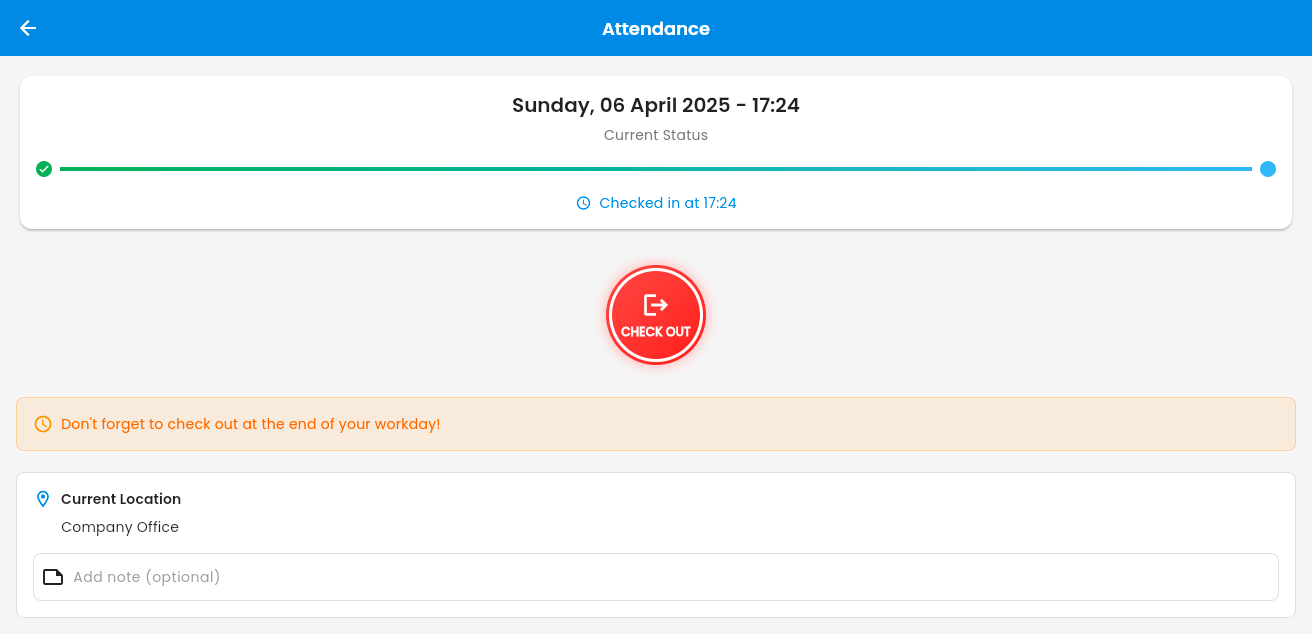 Attendance
Sunday, 06 April 2025 - 17:24
Current Status
Checked in at 17:24
CHECK OUT
Don't forget to check out at the end of your workday!
Current Location
Company Office
Add note (optional)